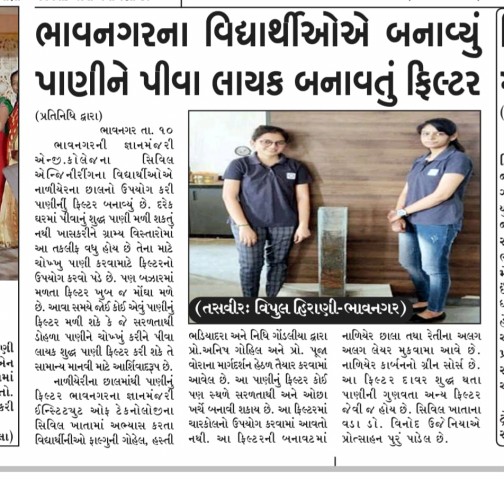 ભાવનગરના વિદ્યાર્થીઓએ બનાવ્યું
પાણીને પીવા લાયક બનાવતું ફિલ્ટર
(પ્રતિનિધિ દ્વારા)
ભાવનગર તા. ૧૦
ભાવનગરની જ્ઞાનમંજરી
એન્જી.કોલેજના સિવિલ
એન્જિનીરીંગના વિદ્યાર્થીઓએ
નાળીયેરના છાલનો ઉપયોગ કરી
પાણીનું ફિલ્ટર બનાવ્યું છે. દરેક
ઘરમાં પીવાનું શુદ્ધ પાણી મળી શકતું
નથી ખાસકરીને ગ્રામ્ય વિસ્તારોમાં
આ તકલીફ વધુ હોય છે તેના માટે
ચોખ્ખુ પાણી કરવામાટે ફિલ્ટરનો
ઉપયોગ કરવો પડે છે. પણ બજારમાં
મળતા ફિલ્ટર ખુબ જ મોંઘા મળે
છે. આવા સમયે જોઈ કોઈ એવું પાણીનું
ફિલ્ટર મળી શકે કે જે સરળતાથી
ડોહળા પાણીને ચોખ્ખું કરીને પીવા
લાયક શુદ્ધ પાણી ફિલ્ટર કરી શકે તે
સામાન્ય માનવી માટે આર્શિવાદરૂપ છે.
નાળીયેરીના છાલમાંથી પાણીનું
ફિલ્ટર ભાવનગરના જ્ઞાનમંજરી
ઈન્સ્ટિટ્યુટ ઓફ ટેકનોલોજીના
સિવિલ ખાતામાં અભ્યાસ કરતા
વિદ્યાર્થીનીઓ ફાલ્ગુની ગોહેલ, હસ્તી
(તસવીર: વિપુલ હિરાણી-ભાવનગર)
ભડિયાદરા અને નિધિ ગોંડલીયા દ્વારા
પ્રો.અનિષ ગોહિલ અને પ્રો. પૂજા
વોરાના માર્ગદર્શન હેઠળ તૈયાર કરવામાં
આવેલ છે. આ પાણીનું ફિલ્ટર કોઈ
પણ સ્થળે સરળતાથી અને ઓછા
ખર્ચે બનાવી શકાય છે. આ ફિલ્ટરમાં
ચારકોલનો ઉપયોગ કરવામાં આવતો
નથી. આ ફિલ્ટરની બનાવટમાં
નાળિયેર છાલા તથા રેતીના અલગ
અલગ લેયર મુકવામા આવે છે.
નાળિયેર કાર્બનનો ગ્રીન સોર્સ છે.
આ ફિલ્ટર દાવર શુદ્ધ થતા
પાણીની ગુણવતા અન્ય ફિલ્ટર
જેવી જ હોય છે. સિવિલ ખાતાના
વડા ડો. વિનોદ ઉર્જેનિયાએ
પ્રોત્સાહન પુરું પાડેલ છે.